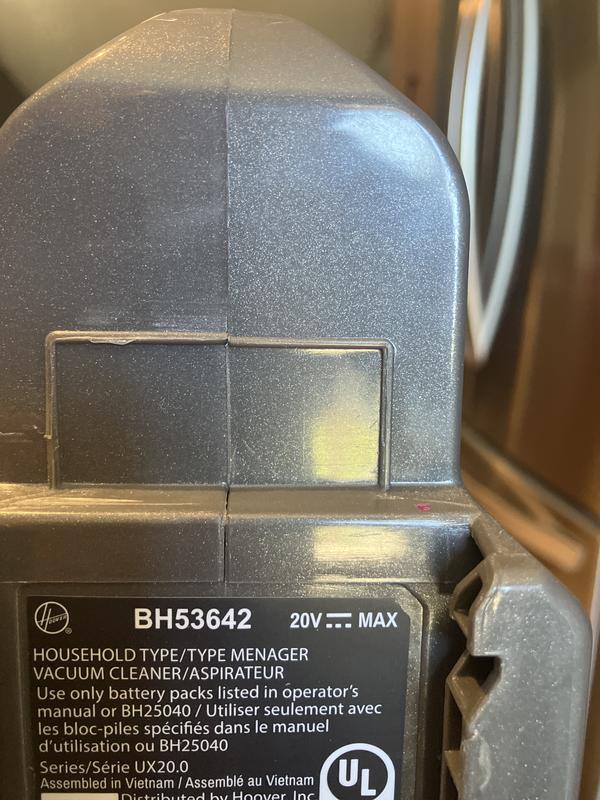 HOOVER ®
BH53642 20V MAX
HOUSEHOLD TYPE/TYPE MENAGER
VACUUM CLEANER/ASPIRATEUR
Use only battery packs listed in operator's
manual or BH25040 / Utiliser seulement avec
les bloc-piles spécifiés dans le manuel
d'utilisation ou BH25040
Series/Série UX20.0
Assembled in Vietnam / Assemblé au Vietnam
Distributed by Hoover, Inc
UL